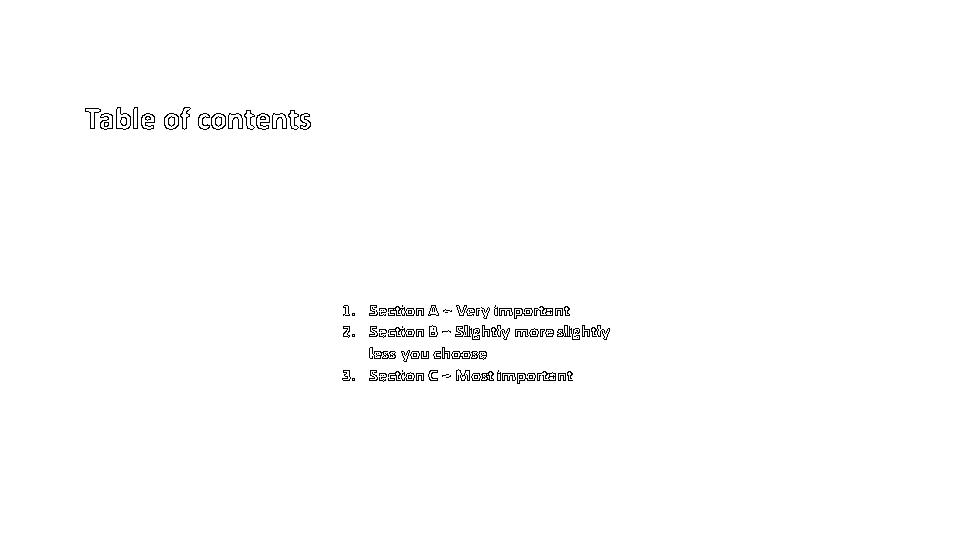 Table of contents
1. Section A – Very important
2. Section B – Slightly more slightly
less you choose
3. Section C – Most important